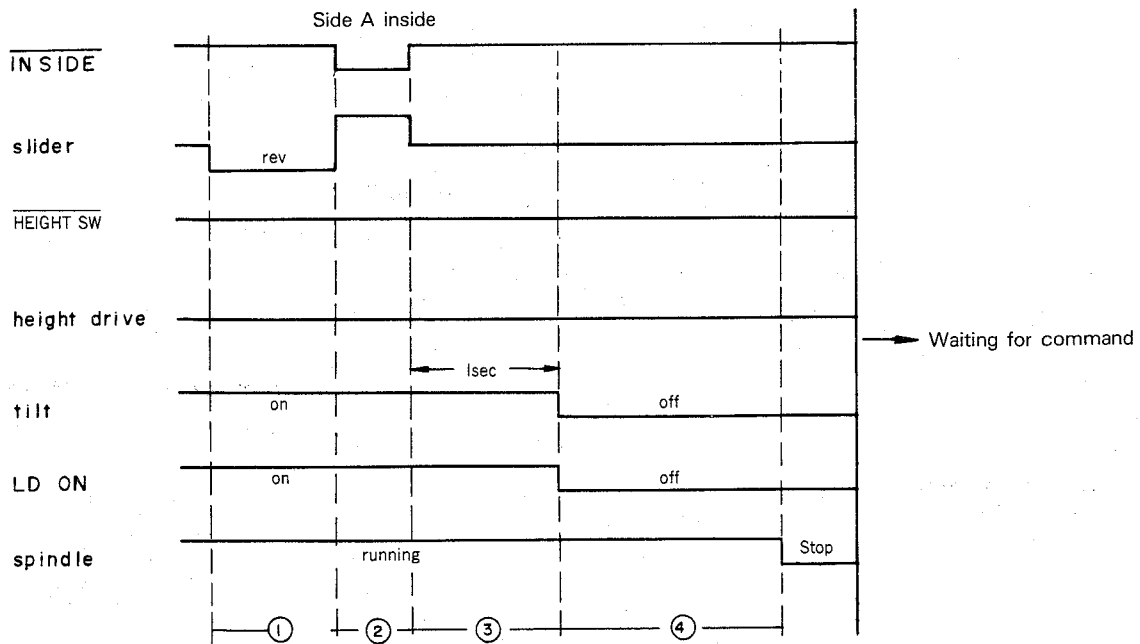 Side A inside
INSIDE
slider
rev
HEIGHT SW
height drive
Waiting for command
1sec
tilt
on
off
LD ON
on
off
spindle
running
Stop
① ② ③ ④